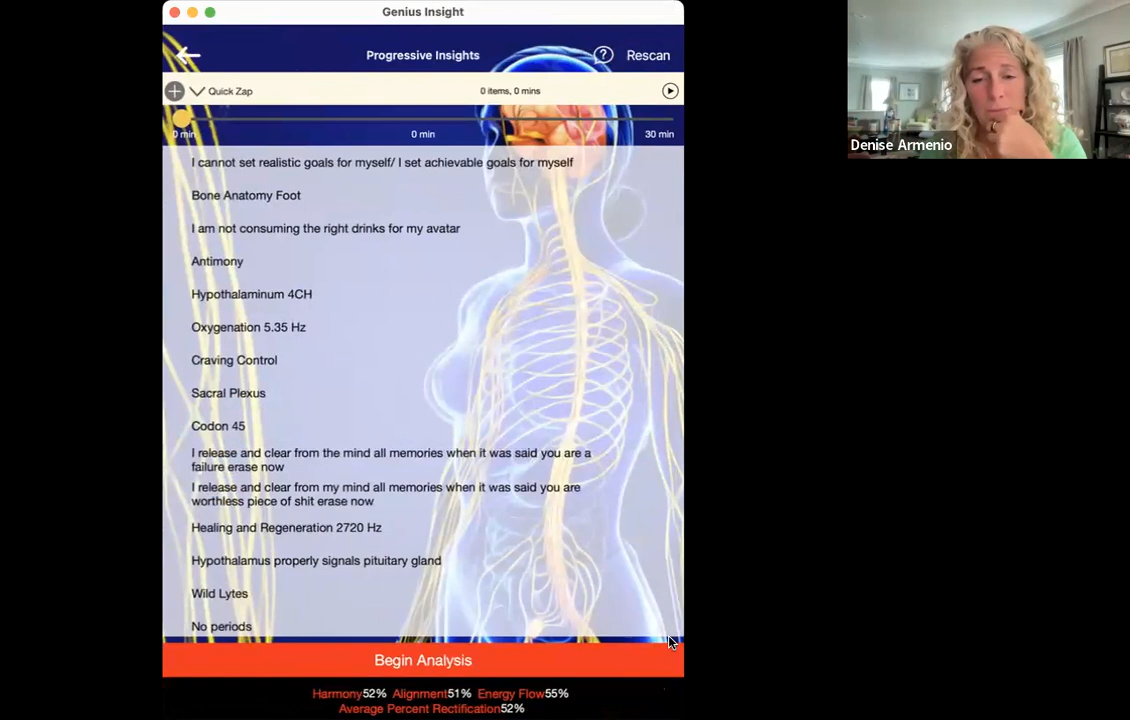 Genius Insight
Progressive Insights
? Rescan
Quick Zap
0 items, 0 mins
0 min
0 min
30 min
I cannot set realistic goals for myself/ I set achievable goals for myself
Bone Anatomy Foot
I am not consuming the right drinks for my avatar
Antimony
Hypothalaminum 4CH
Oxygenation 5.35 Hz
Craving Control
Sacral Plexus
Codon 45
I release and clear from the mind all memories when it was said you are a
failure erase now
I release and clear from my mind all memories when it was said you are
worthless piece of shit erase now
Healing and Regeneration 2720 Hz
Hypothalamus properly signals pituitary gland
Wild Lytes
No periods
Begin Analysis
Harmony52% Alignment51% Energy Flow55%
Average Percent Rectification52%
Denise Armenio